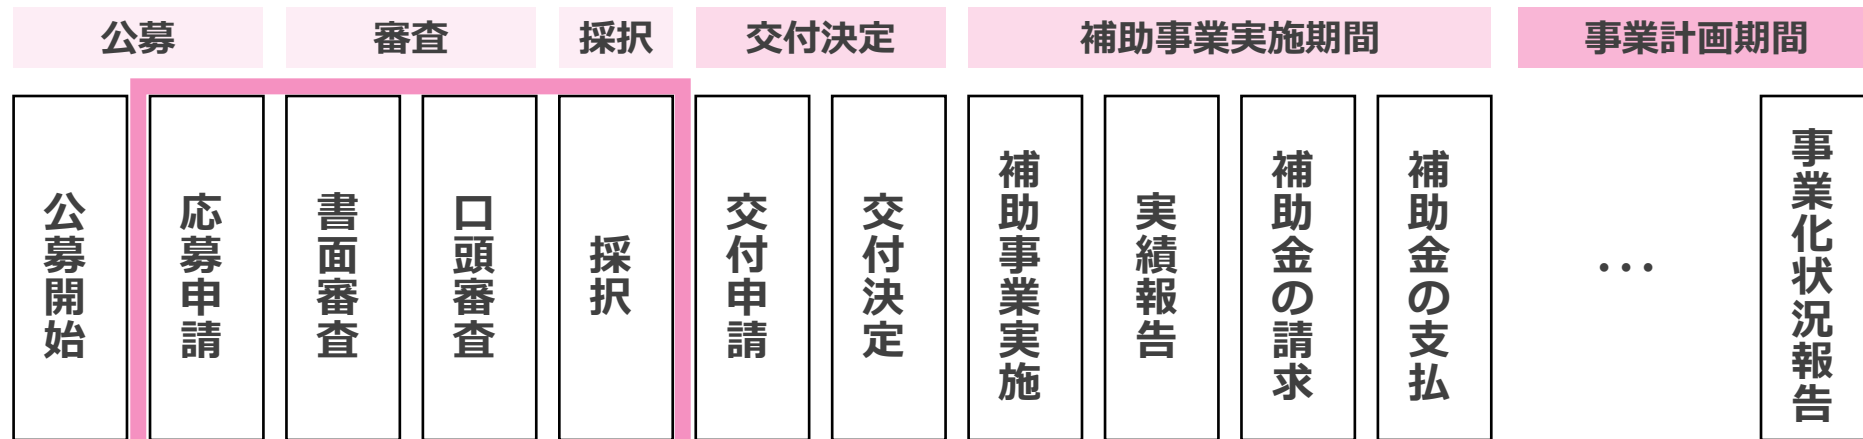 公募
審査
採択
交付決定
補助事業実施期間
事業計画期間
公募開始
応募申請
書面審査
口頭審査
採択
交付申請
交付決定
補助事業実施
実績報告
補助金の請求
補助金の支払
…
事業化状況報告